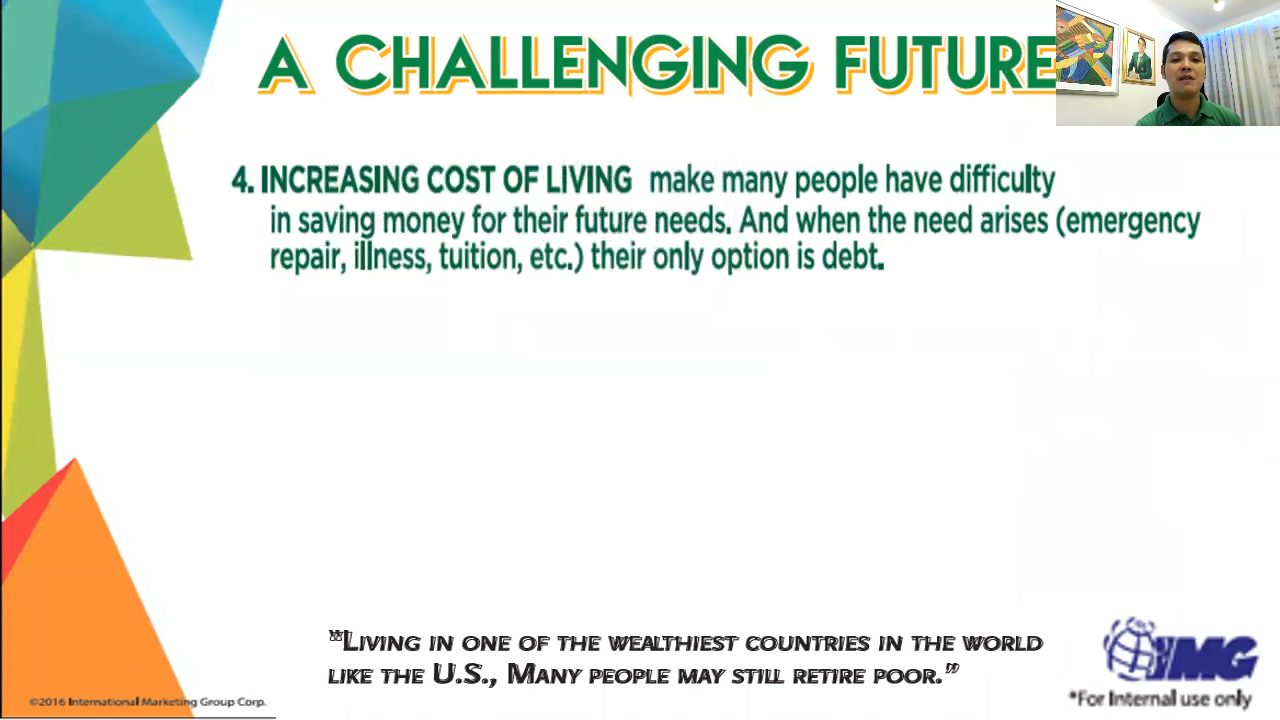 A CHALLENGING FUTURE
4. INCREASING COST OF LIVING make many people have difficulty
in saving money for their future needs. And when the need arises (emergency
repair, illness, tuition, etc.) their only option is debt.
"LIVING IN ONE OF THE WEALTHIEST COUNTRIES IN THE WORLD
LIKE THE U.S., MANY PEOPLE MAY STILL RETIRE POOR."
IMG
*For Internal use only
©2016 International Marketing Group Corp.